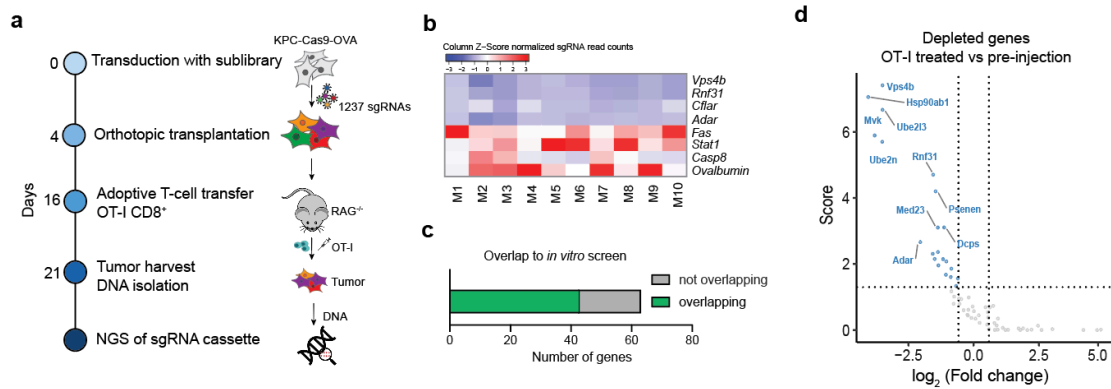 a
KPC-Cas9-OVA
0
Transduction with sublibrary
1237 sgRNAs
4
Orthotopic transplantation
Days
16
Adoptive T-cell transfer
OT-I CD8+
RAG-/-
OT-I
21
Tumor harvest
DNA isolation
Tumor
DNA
NGS of sgRNA cassette
b
Column Z-Score normalized sgRNA read counts
-3 -2 -1 0 1 2 3
Vps4b
Rnf31
Cflar
Adar
Fas
Stat1
Casp8
Ovalbumin
M1 M2 M3 M4 M5 M6 M7 M8 M9 M10
c
Overlap to in vitro screen
not overlapping
overlapping
0 20 40 60 80
Number of genes
d
Depleted genes
OT-I treated vs pre-injection
Vps4b
Hsp90ab1
Mvk
Ube2l3
Ube2n
Rnf31
Psenen
Med23
Dcps
Adar
6
4
2
0
Score
-2.5 0.0 2.5 5.0
log2 (Fold change)